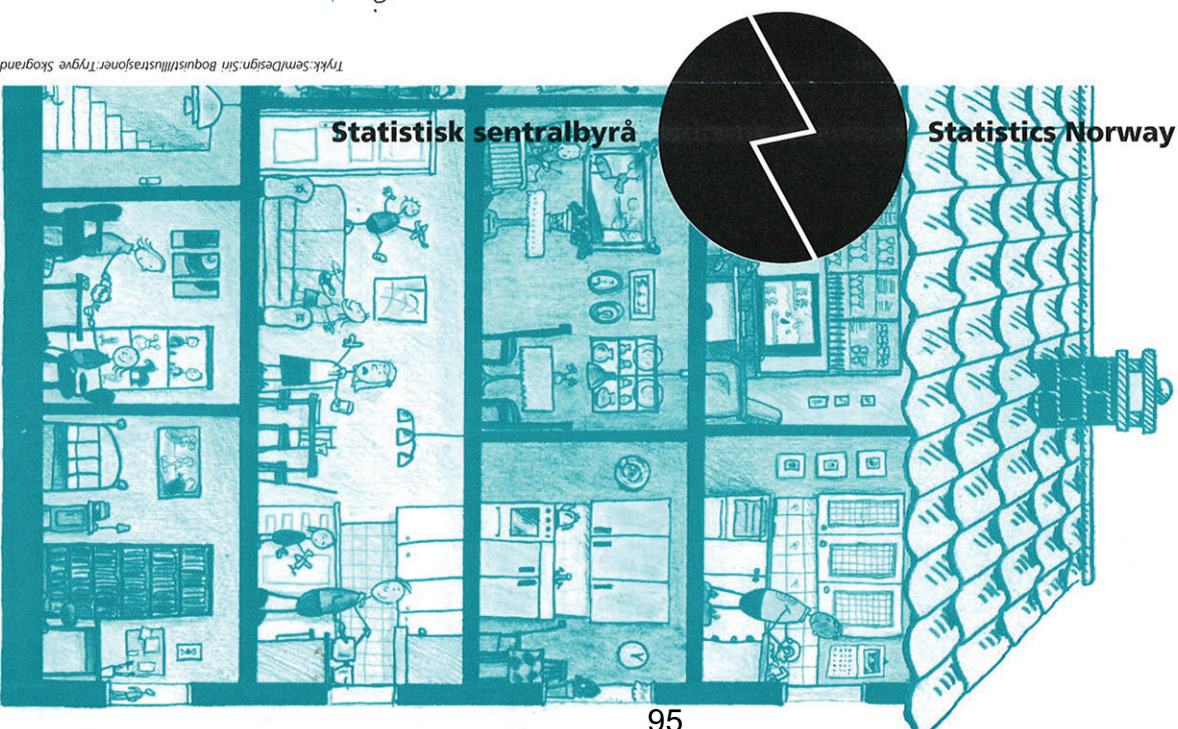 Trykk:Sem/Design:Siri Boquist/Illustrasjoner:Trygve Skogrand
Statistisk sentralbyrå
Statistics Norway
95